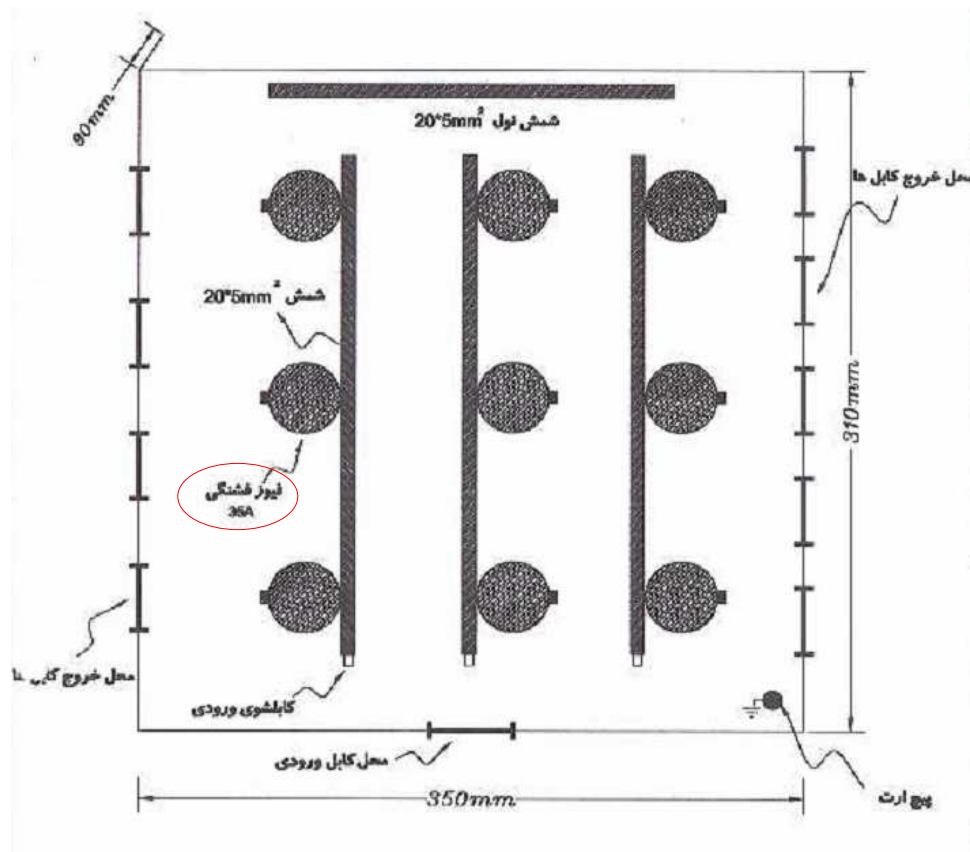 90mm
شمش نول 20*5mm²
محل خروج کابل ها
شمش 20*5mm²
310mm
فیوز فشنگی
36A
محل خروج کابل ها
کابلشوی ورودی
محل کابل ورودی
350mm
پیچ ارت